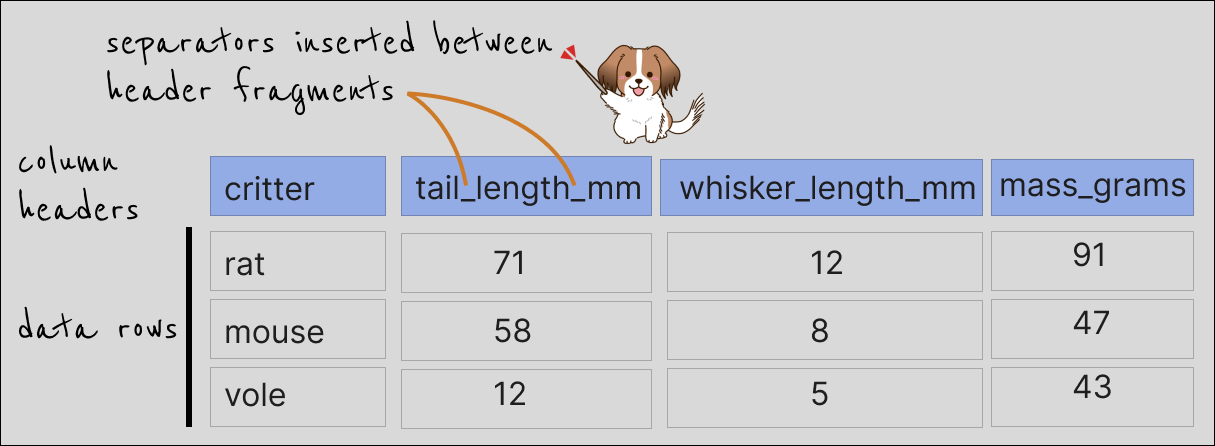 separators inserted between
header fragments
column
headers
critter tail_length_mm whisker_length_mm mass_grams
rat 71 12 91
data rows
mouse 58 8 47
vole 12 5 43